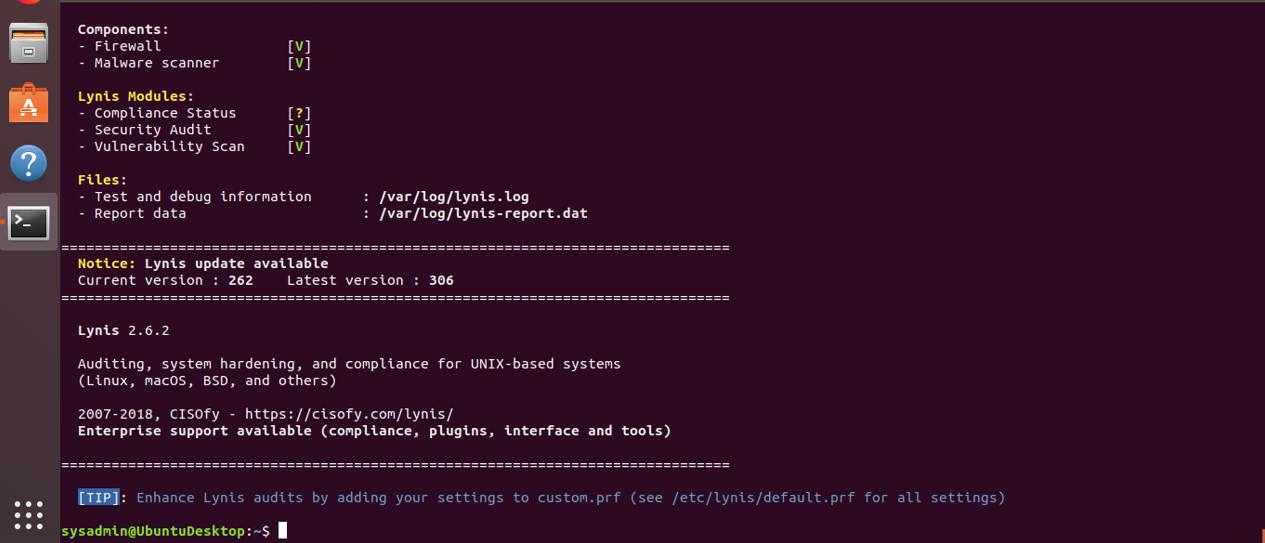 Components:
- Firewall               [V]
- Malware scanner        [V]
Lynis Modules:
- Compliance Status      [?]
- Security Audit         [V]
- Vulnerability Scan     [V]
Files:
- Test and debug information      : /var/log/lynis.log
- Report data                     : /var/log/lynis-report.dat
================================================================================
Notice: Lynis update available
Current version : 262    Latest version : 306
================================================================================
Lynis 2.6.2
Auditing, system hardening, and compliance for UNIX-based systems
(Linux, macOS, BSD, and others)
2007-2018, CISOfy - https://cisofy.com/lynis/
Enterprise support available (compliance, plugins, interface and tools)
================================================================================
[TIP]: Enhance Lynis audits by adding your settings to custom.prf (see /etc/lynis/default.prf for all settings)
sysadmin@UbuntuDesktop:~$